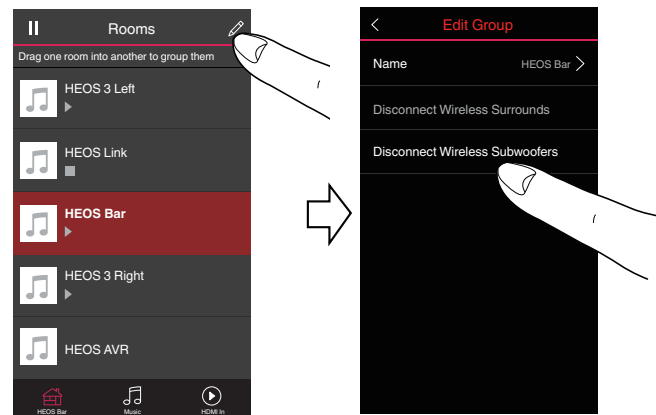 Rooms
Drag one room into another to group them
HEOS 3 Left
HEOS Link
HEOS Bar
HEOS 3 Right
HEOS AVR
HEOS Bar
Music
HDMI In
Edit Group
Name
HEOS Bar
Disconnect Wireless Surrounds
Disconnect Wireless Subwoofers